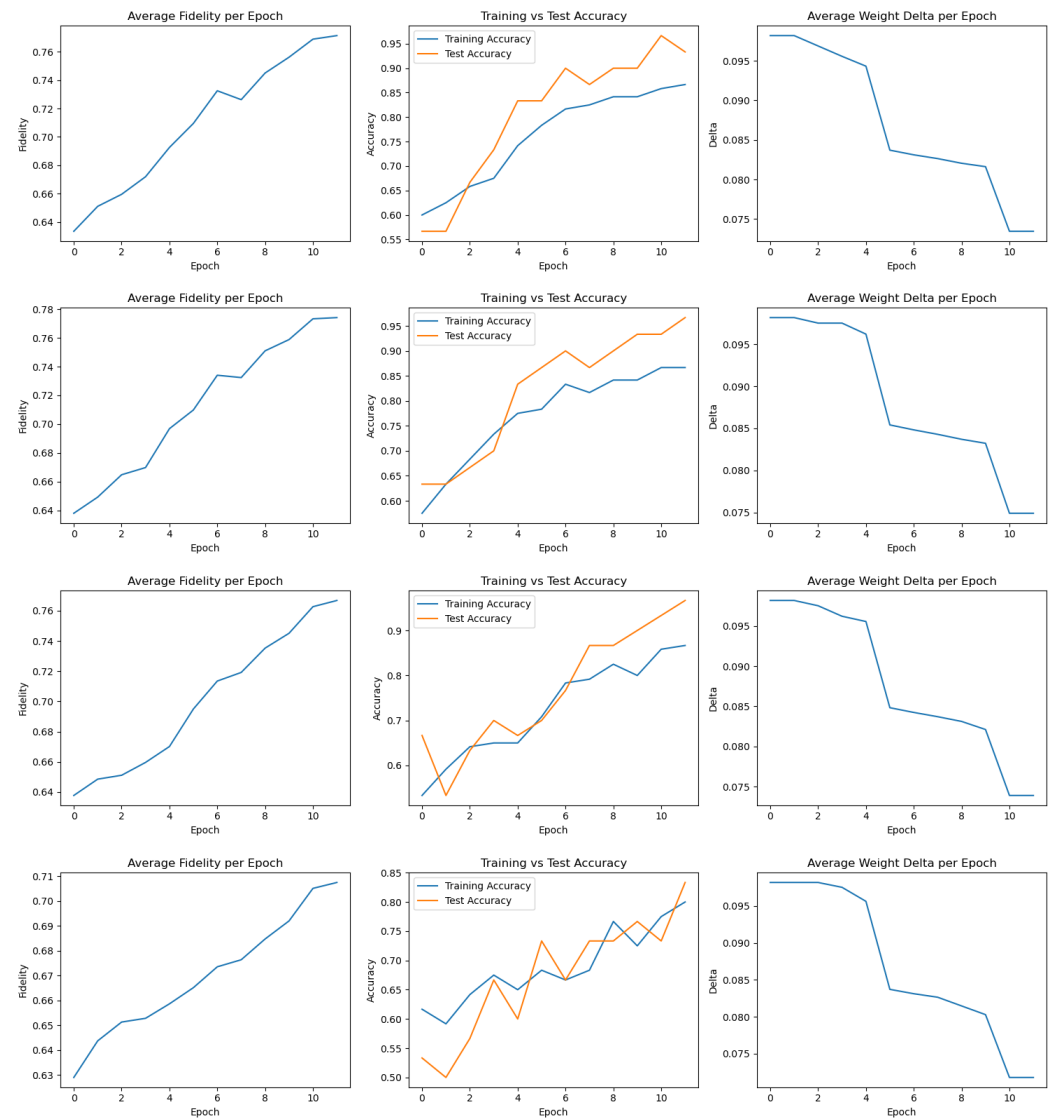 Average Fidelity per Epoch
Fidelity
0.76
0.74
0.72
0.70
0.68
0.66
0.64
0 2 4 6 8 10
Epoch
Training vs Test Accuracy
Training Accuracy
Test Accuracy
Accuracy
0.95
0.90
0.85
0.80
0.75
0.70
0.65
0.60
0.55
0 2 4 6 8 10
Epoch
Average Weight Delta per Epoch
Delta
0.095
0.090
0.085
0.080
0.075
0 2 4 6 8 10
Epoch
Average Fidelity per Epoch
Fidelity
0.78
0.76
0.74
0.72
0.70
0.68
0.66
0.64
0 2 4 6 8 10
Epoch
Training vs Test Accuracy
Training Accuracy
Test Accuracy
Accuracy
0.95
0.90
0.85
0.80
0.75
0.70
0.65
0.60
0 2 4 6 8 10
Epoch
Average Weight Delta per Epoch
Delta
0.095
0.090
0.085
0.080
0.075
0 2 4 6 8 10
Epoch
Average Fidelity per Epoch
Fidelity
0.76
0.74
0.72
0.70
0.68
0.66
0.64
0 2 4 6 8 10
Epoch
Training vs Test Accuracy
Training Accuracy
Test Accuracy
Accuracy
0.9
0.8
0.7
0.6
0 2 4 6 8 10
Epoch
Average Weight Delta per Epoch
Delta
0.095
0.090
0.085
0.080
0.075
0 2 4 6 8 10
Epoch
Average Fidelity per Epoch
Fidelity
0.71
0.70
0.69
0.68
0.67
0.66
0.65
0.64
0.63
0 2 4 6 8 10
Epoch
Training vs Test Accuracy
Training Accuracy
Test Accuracy
Accuracy
0.85
0.80
0.75
0.70
0.65
0.60
0.55
0.50
0 2 4 6 8 10
Epoch
Average Weight Delta per Epoch
Delta
0.095
0.090
0.085
0.080
0.075
0 2 4 6 8 10
Epoch